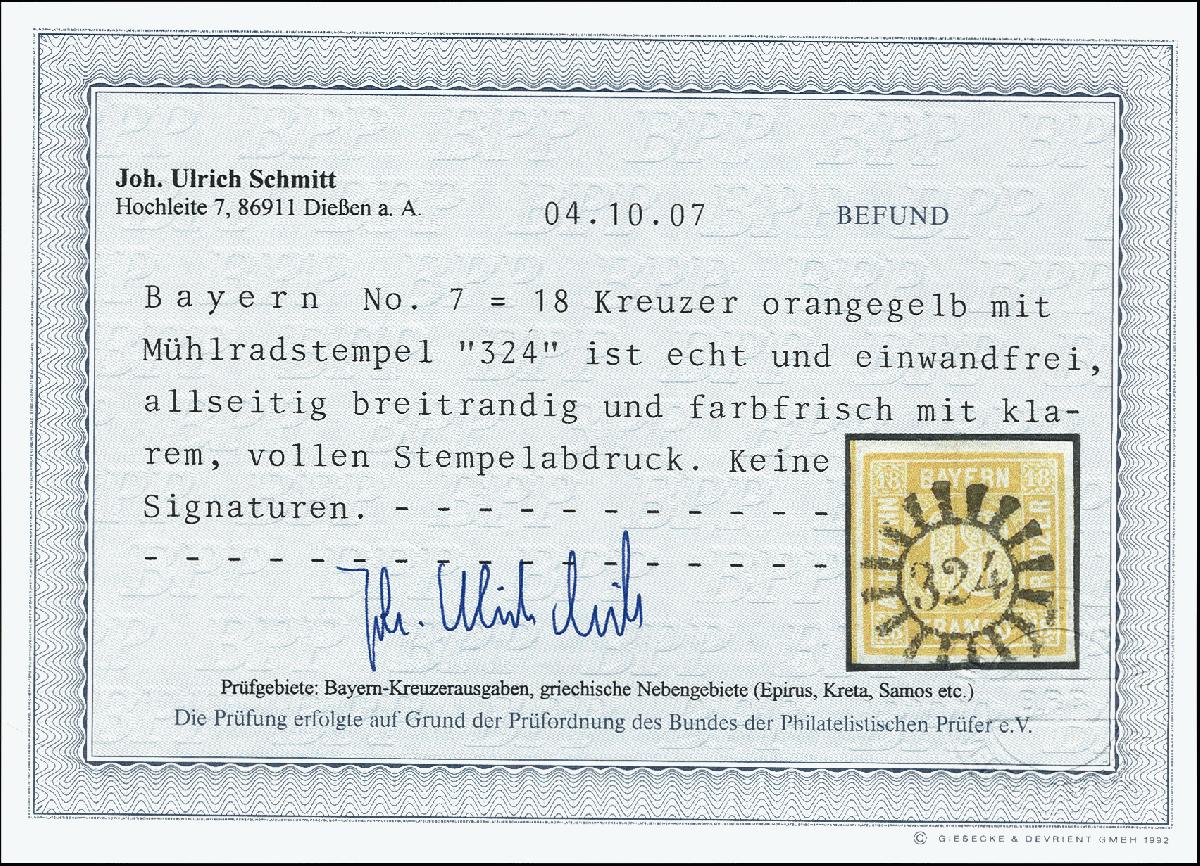 Joh. Ulrich Schmitt
Hochleite 7, 86911 Dießen a. A.
04.10.07
BEFUND
Bayern No. 7 = 18 Kreuzer orangegelb mit
Mühlradstempel "324" ist echt und einwandfrei,
allseitig breitrandig und farbfrisch mit kla-
rem, vollen Stempelabdruck. Keine
Signaturen. - - - - - - - - - - - -
- - - - - - - - - - - - - - - - - -
Joh. Ulrich Schmitt
18 BAYERN 18
324
FRANCO
Prüfgebiete: Bayern-Kreuzerausgaben, griechische Nebengebiete (Epirus, Kreta, Samos etc.)
Die Prüfung erfolgte auf Grund der Prüfordnung des Bundes der Philatelistischen Prüfer e.V.
© GIESECKE & DEVRIENT GMBH 1992